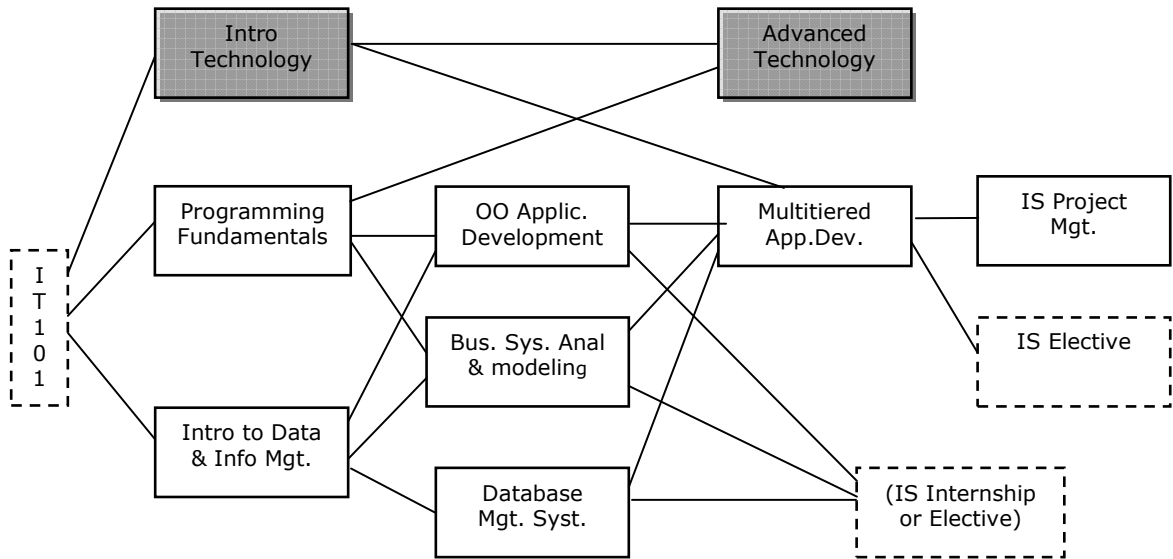 Intro
Technology
Advanced
Technology
Programming
Fundamentals
OO Applic.
Development
Multitiered
App.Dev.
IS Project
Mgt.
I
T
1
0
1
Bus. Sys. Anal
& modeling
IS Elective
Intro to Data
& Info Mgt.
Database
Mgt. Syst.
(IS Internship
or Elective)